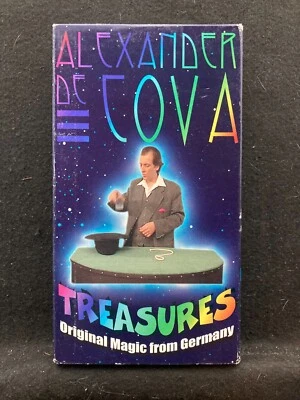 ALEXANDER
DE COVA
TREASURES
Original Magic from Germany